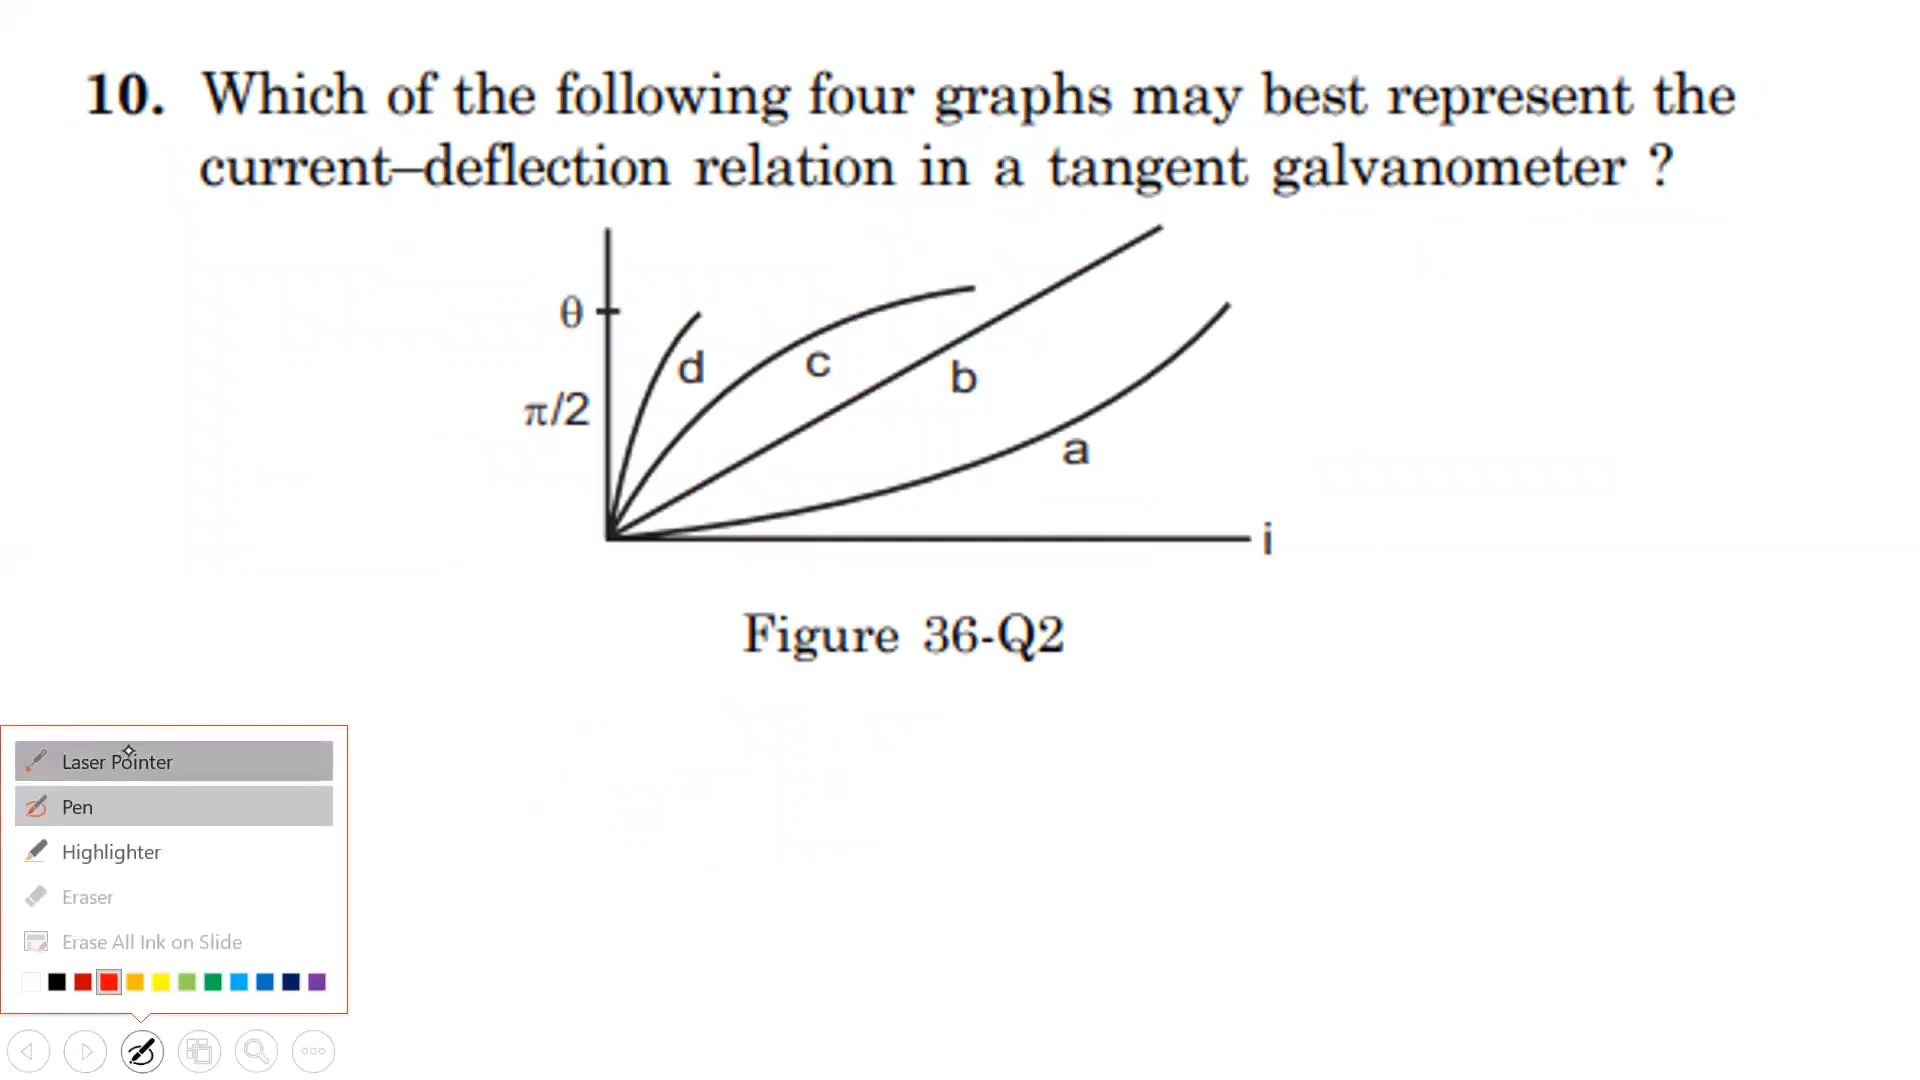 10. Which of the following four graphs may best represent the
current–deflection relation in a tangent galvanometer ?
θ
d
c
b
π/2
a
i
Figure 36-Q2
Laser Pointer
Pen
Highlighter
Eraser
Erase All Ink on Slide